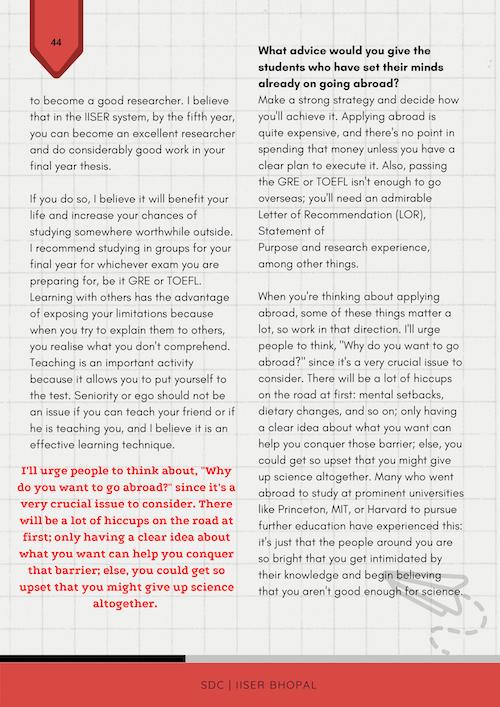 44
to become a good researcher. I believe
that in the IISER system, by the fifth year,
you can become an excellent researcher
and do considerably good work in your
final year thesis.
If you do so, I believe it will benefit your
life and increase your chances of
studying somewhere worthwhile outside.
I recommend studying in groups for your
final year for whichever exam you are
preparing for, be it GRE or TOEFL.
Learning with others has the advantage
of exposing your limitations because
when you try to explain them to others,
you realise what you don't comprehend.
Teaching is an important activity
because it allows you to put yourself to
the test. Seniority or ego should not be
an issue if you can teach your friend or if
he is teaching you, and I believe it is an
effective learning technique.
I'll urge people to think about, "Why
do you want to go abroad?" since it's a
very crucial issue to consider. There
will be a lot of hiccups on the road at
first; only having a clear idea about
what you want can help you conquer
that barrier; else, you could get so
upset that you might give up science
altogether.
What advice would you give the
students who have set their minds
already on going abroad?
Make a strong strategy and decide how
you'll achieve it. Applying abroad is
quite expensive, and there's no point in
spending that money unless you have a
clear plan to execute it. Also, passing
the GRE or TOEFL isn't enough to go
overseas; you'll need an admirable
Letter of Recommendation (LOR),
Statement of
Purpose and research experience,
among other things.
When you're thinking about applying
abroad, some of these things matter a
lot, so work in that direction. I'll urge
people to think, "Why do you want to go
abroad?" since it's a very crucial issue to
consider. There will be a lot of hiccups
on the road at first: mental setbacks,
dietary changes, and so on; only having
a clear idea about what you want can
help you conquer those barrier; else, you
could get so upset that you might give
up science altogether. Many who went
abroad to study at prominent universities
like Princeton, MIT, or Harvard to pursue
further education have experienced this:
it's just that the people around you are
so bright that you get intimidated by
their knowledge and begin believing
that you aren't good enough for science.
SDC | IISER BHOPAL